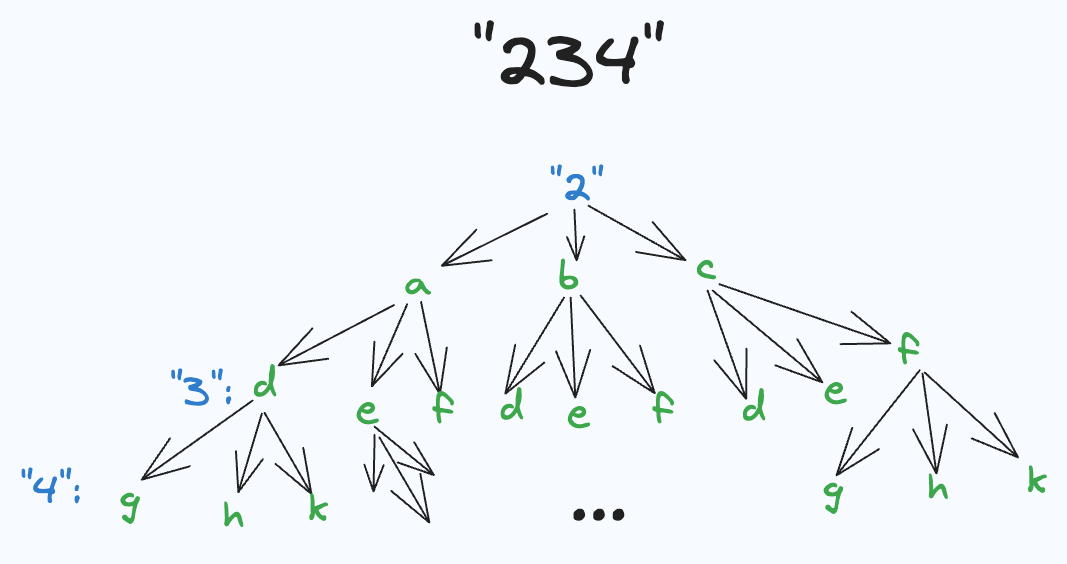 "234"
"2"
a b c
"3": d e f d e f d e f
"4": g h k ... g h k